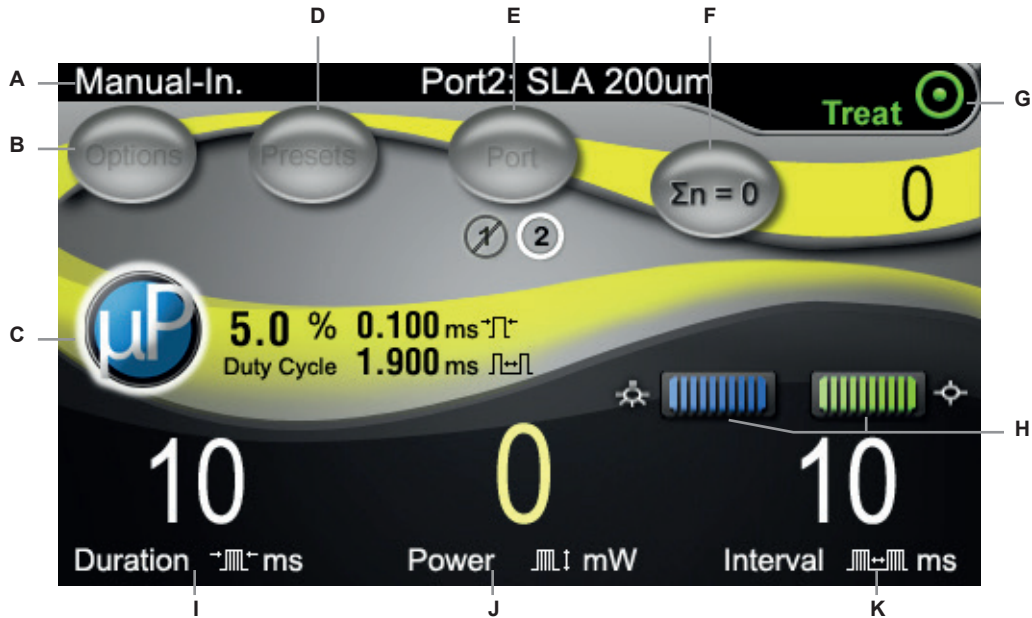 D E F
A Manual-In. Port2: SLA 200um Treat G
B Options Presets Port Σn = 0 0
1 2
C μP 5.0 % 0.100 ms
Duty Cycle 1.900 ms
H
10 0 10
Duration ms Power mW Interval ms
I J K